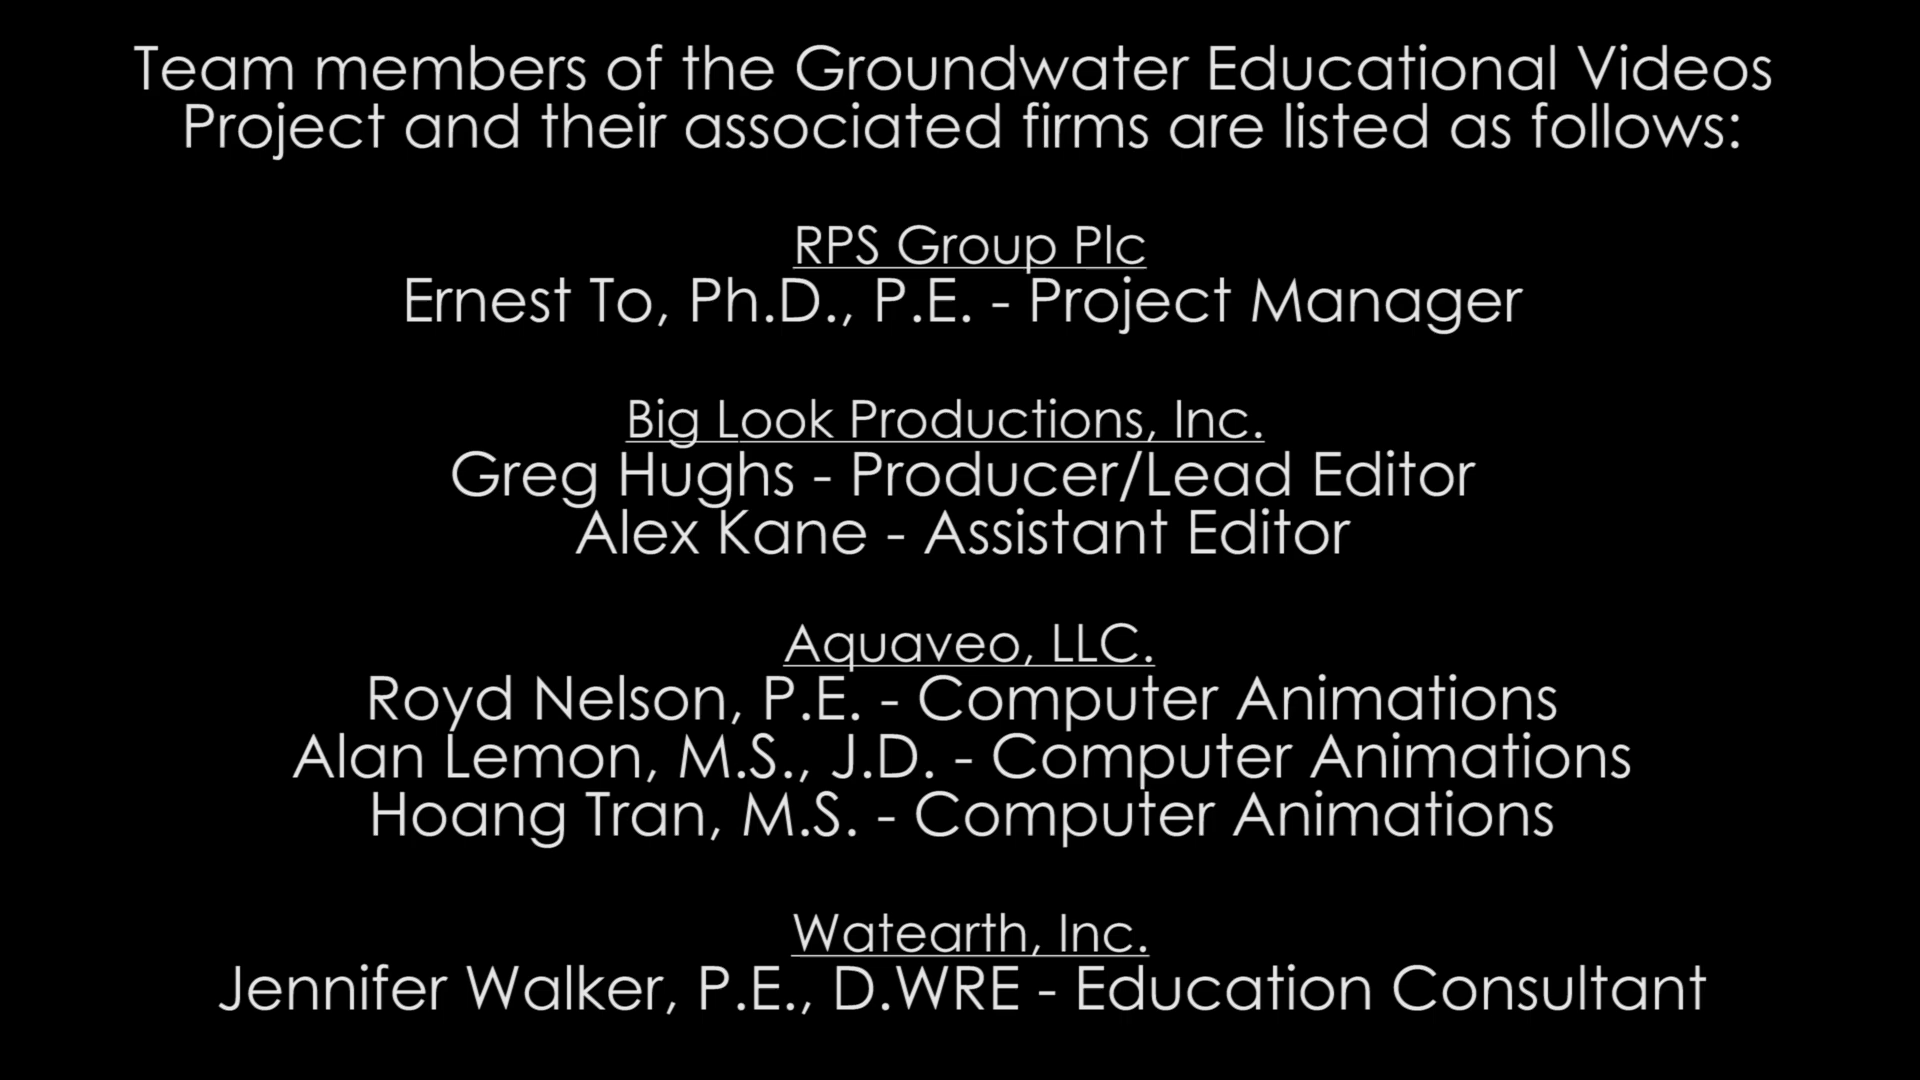 Team members of the Groundwater Educational Videos
Project and their associated firms are listed as follows:
RPS Group Plc
Ernest To, Ph.D., P.E. - Project Manager
Big Look Productions, Inc.
Greg Hughs - Producer/Lead Editor
Alex Kane - Assistant Editor
Aquaveo, LLC.
Royd Nelson, P.E. - Computer Animations
Alan Lemon, M.S., J.D. - Computer Animations
Hoang Tran, M.S. - Computer Animations
Watearth, Inc.
Jennifer Walker, P.E., D.WRE - Education Consultant